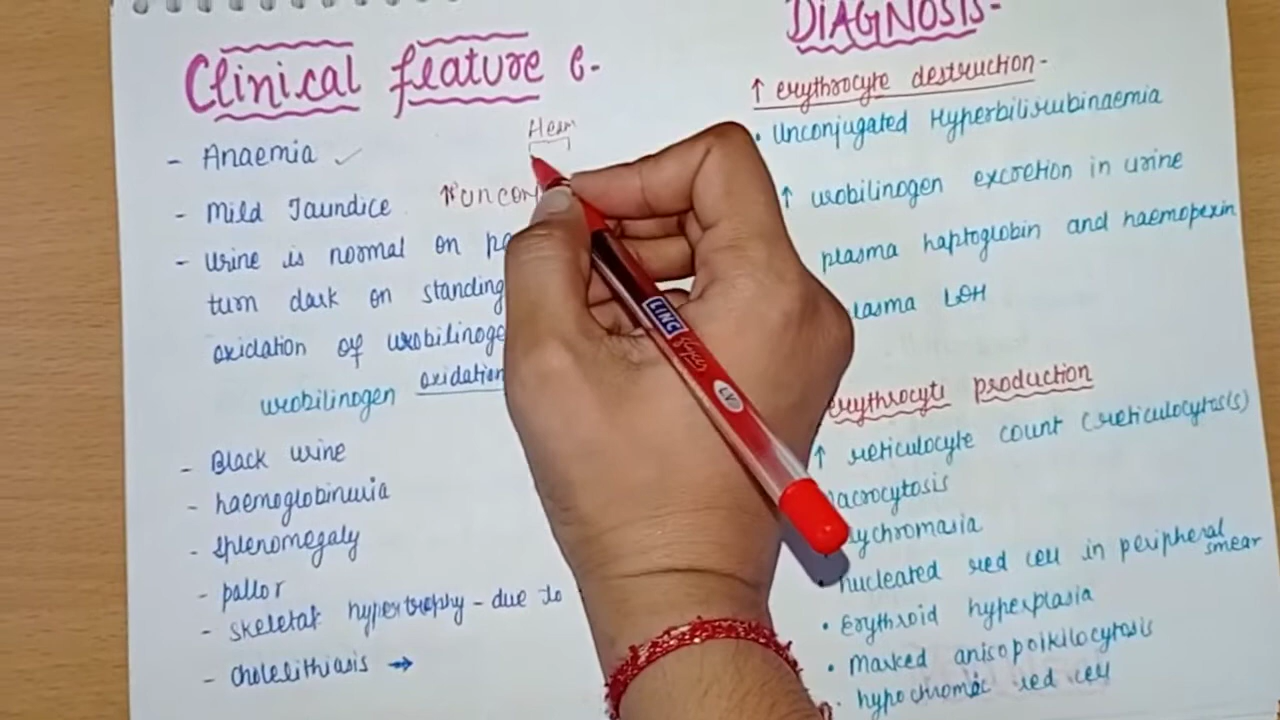 Clinical feature :-
- Anaemia ✓
- Mild Jaundice
- Urine is normal on
turn dark on standing
oxidation of
urobilinogen oxidation
- Black urine
- haemoglobinuria
- splenomegaly
- pallor
- skeletal hypertrophy - due to
- cholelithiasis →
Heam
DIAGNOSIS-
↑ erythrocyte destruction-
• Unconjugated Hyperbilirubinaemia
↑ urobilinogen excretion in urine
plasma haptoglobin and haemopexin
LDH
erythrocyte production
↑ reticulocyte count (reticulocytosis)
• nucleated red cell in peripheral
smear
• Erythroid hyperplasia
• Marked anisopoikilocytosis
• hypochromic red cell
LINC
glycer